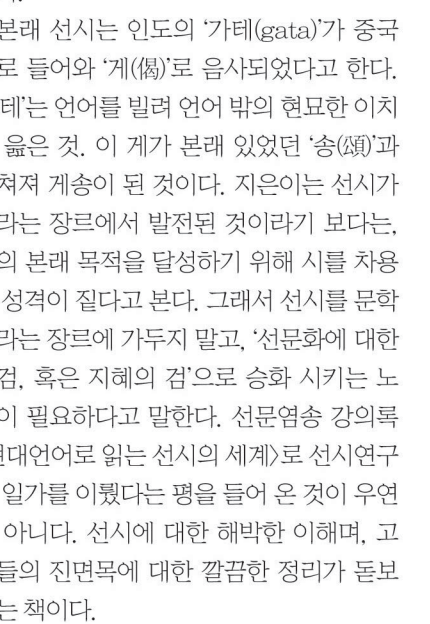 본래 선시는 인도의 ‘가테(gata)’가 중국
로 들어와 ‘게(偈)’로 음사되었다고 한다.
테’는 언어를 빌려 언어 밖의 현묘한 이치
읊은 것. 이 게가 본래 있었던 ‘송(頌)’과
쳐져 게송이 된 것이다. 지은이는 선시가
라는 장르에서 발전된 것이라기 보다는,
의 본래 목적을 달성하기 위해 시를 차용
성격이 짙다고 본다. 그래서 선시를 문학
라는 장르에 가두지 말고, ‘선문화에 대한
검, 혹은 지혜의 검’으로 승화 시키는 노
이 필요하다고 말한다. 선문염송 강의록
현대언어로 읽는 선시의 세계〉로 선시연구
일가를 이뤘다는 평을 들어 온 것이 우연
아니다. 선시에 대한 해박한 이해며, 고
들의 진면목에 대한 깔끔한 정리가 돋보
는 책이다.